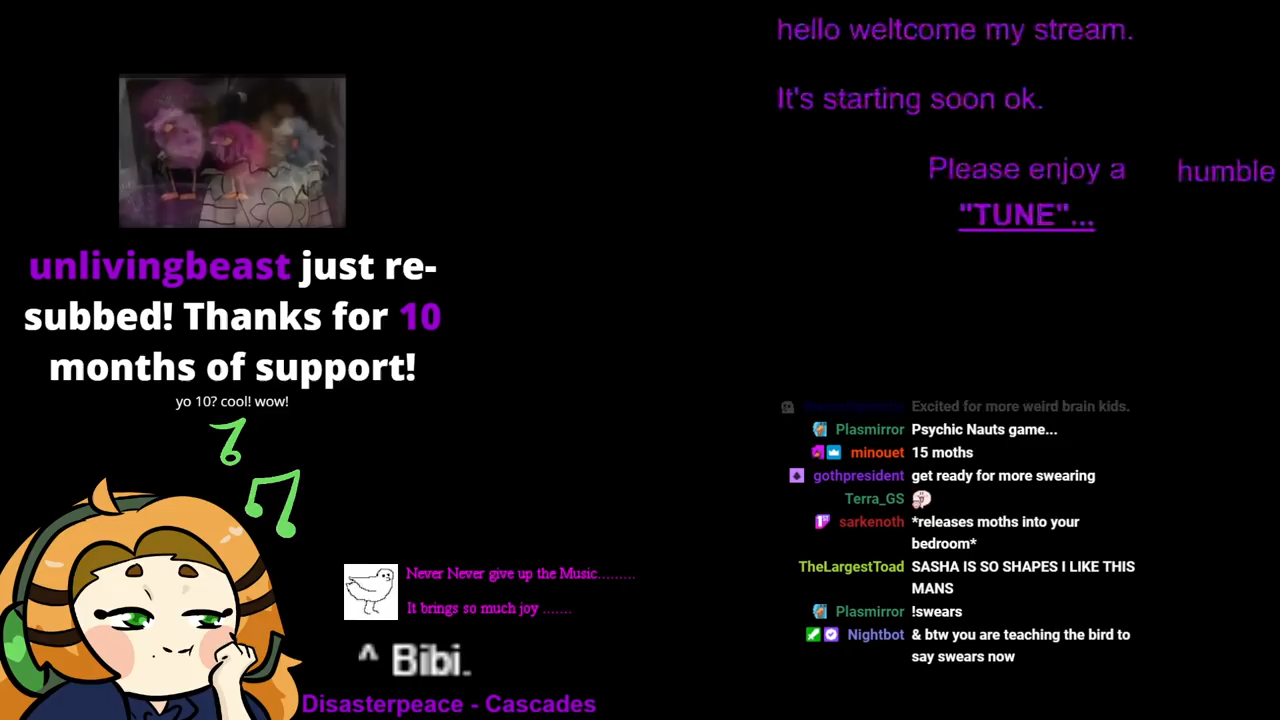 hello weltcome my stream.
It's starting soon ok.
Please enjoy a humble
"TUNE"...
unlivingbeast just re-
subbed! Thanks for 10
months of support!
yo 10? cool! wow!
Excited for more weird brain kids.
Plasmirror Psychic Nauts game...
minouet 15 moths
gothpresident get ready for more swearing
Terra_GS
sarkenoth *releases moths into your
bedroom*
TheLargestToad SASHA IS SO SHAPES I LIKE THIS
MANS
Plasmirror !swears
Nightbot & btw you are teaching the bird to
say swears now
Never Never give up the Music.........
It brings so much joy .......
^ Bibi.
Disasterpeace - Cascades